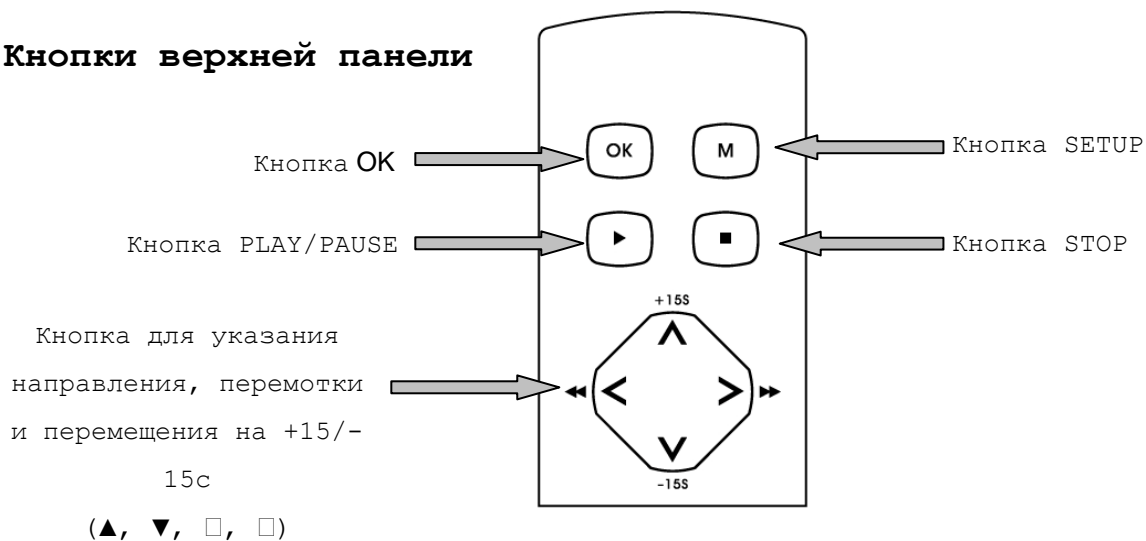 Кнопки верхней панели
Кнопка OK
OK
M
Кнопка SETUP
Кнопка PLAY/PAUSE
Кнопка STOP
+15S
Кнопка для указания
направления, перемотки
и перемещения на +15/-
15с
(▲, ▼, □, □)
-15S